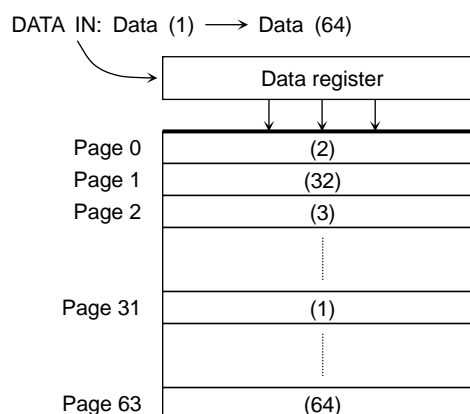 DATA IN: Data (1) Data (64)
Data register
Page 0 (2)
Page 1 (32)
Page 2 (3)
Page 31 (1)
Page 63 (64)